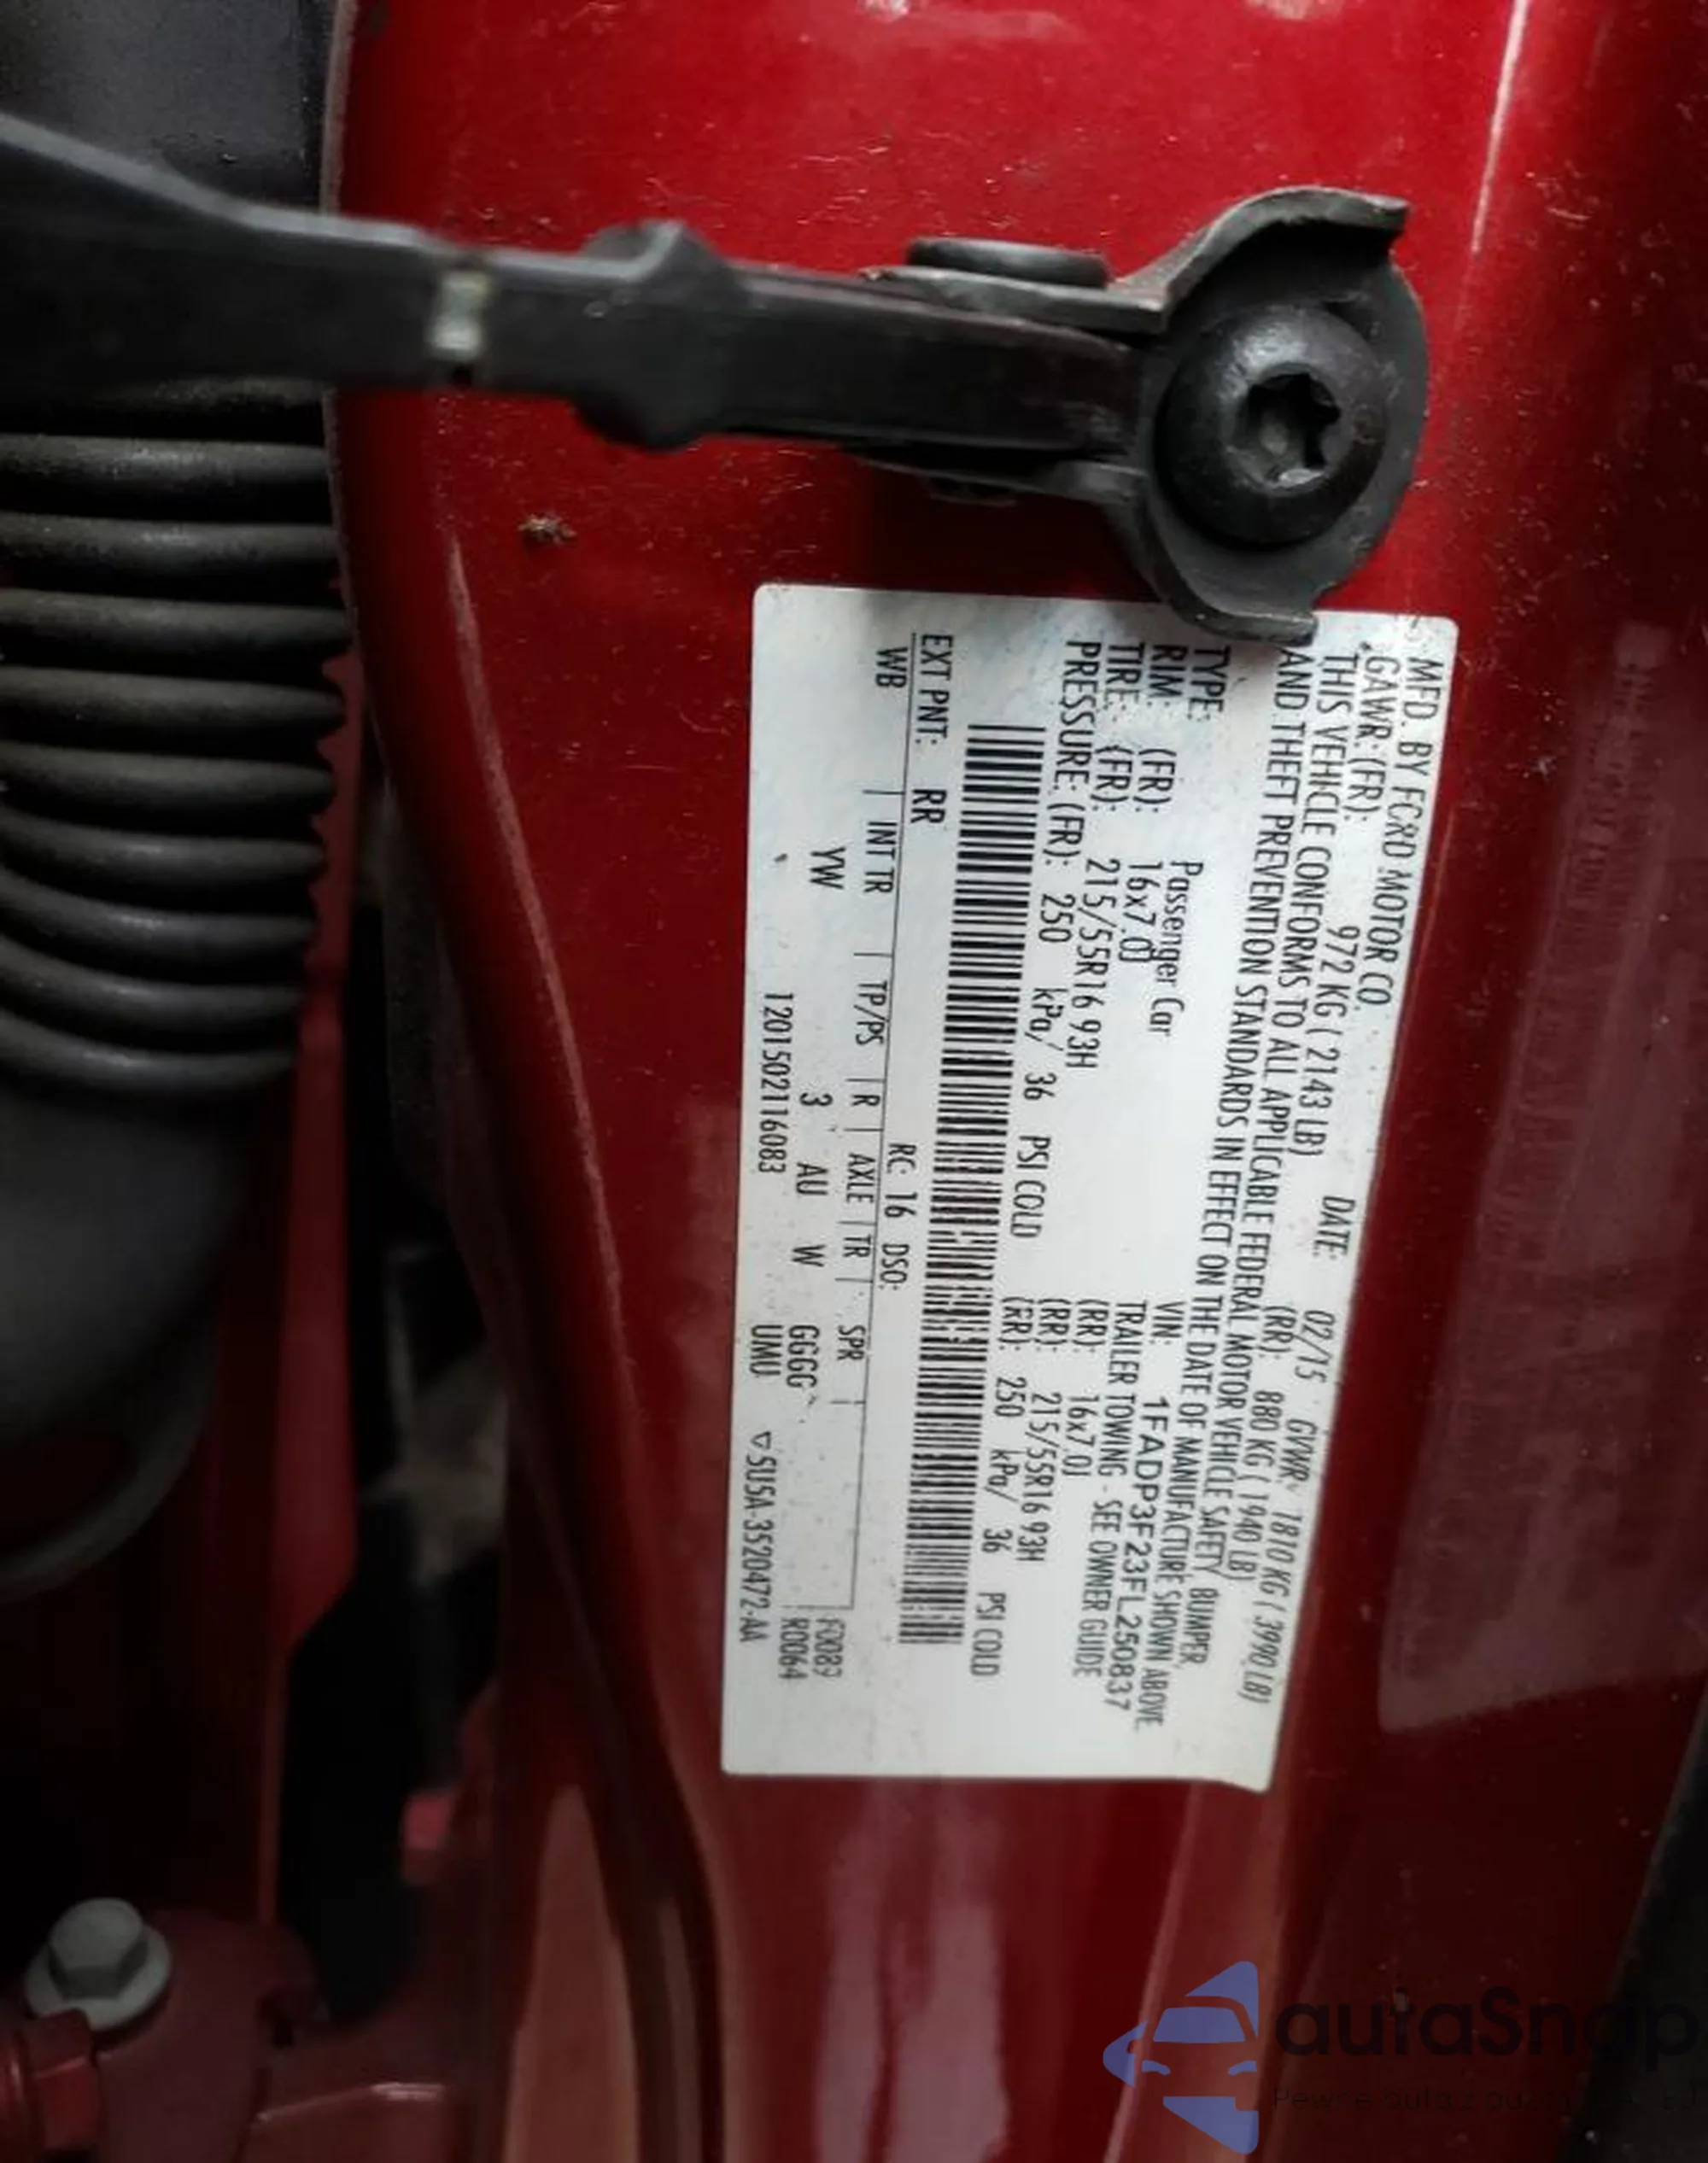 MFD. BY FORD MOTOR CO.
DATE: 02/15 GVWR: 1810 KG ( 3990 LB)
GAWR: (FR): 972 KG ( 2143 LB) (RR): 880 KG ( 1940 LB)
THIS VEHICLE CONFORMS TO ALL APPLICABLE FEDERAL MOTOR VEHICLE SAFETY, BUMPER,
AND THEFT PREVENTION STANDARDS IN EFFECT ON THE DATE OF MANUFACTURE SHOWN ABOVE.
VIN: 1FADP3F23FL250837
TYPE: Passenger Car TRAILER TOWING - SEE OWNER GUIDE
RIM: (FR): 16x7.0J (RR): 16x7.0J
TIRE: (FR): 215/55R16 93H (RR): 215/55R16 93H
PRESSURE: (FR): 250 kPa/ 36 PSI COLD (RR): 250 kPa/ 36 PSI COLD
EXT PNT: RR RC: 16 DSO:
WB INT TR TP/PS R AXLE TR SPR F0089
YW 3 AU W GGGG R0064
120150211 6083 UMU ▽5U5A-3520472-AA
autaSnap